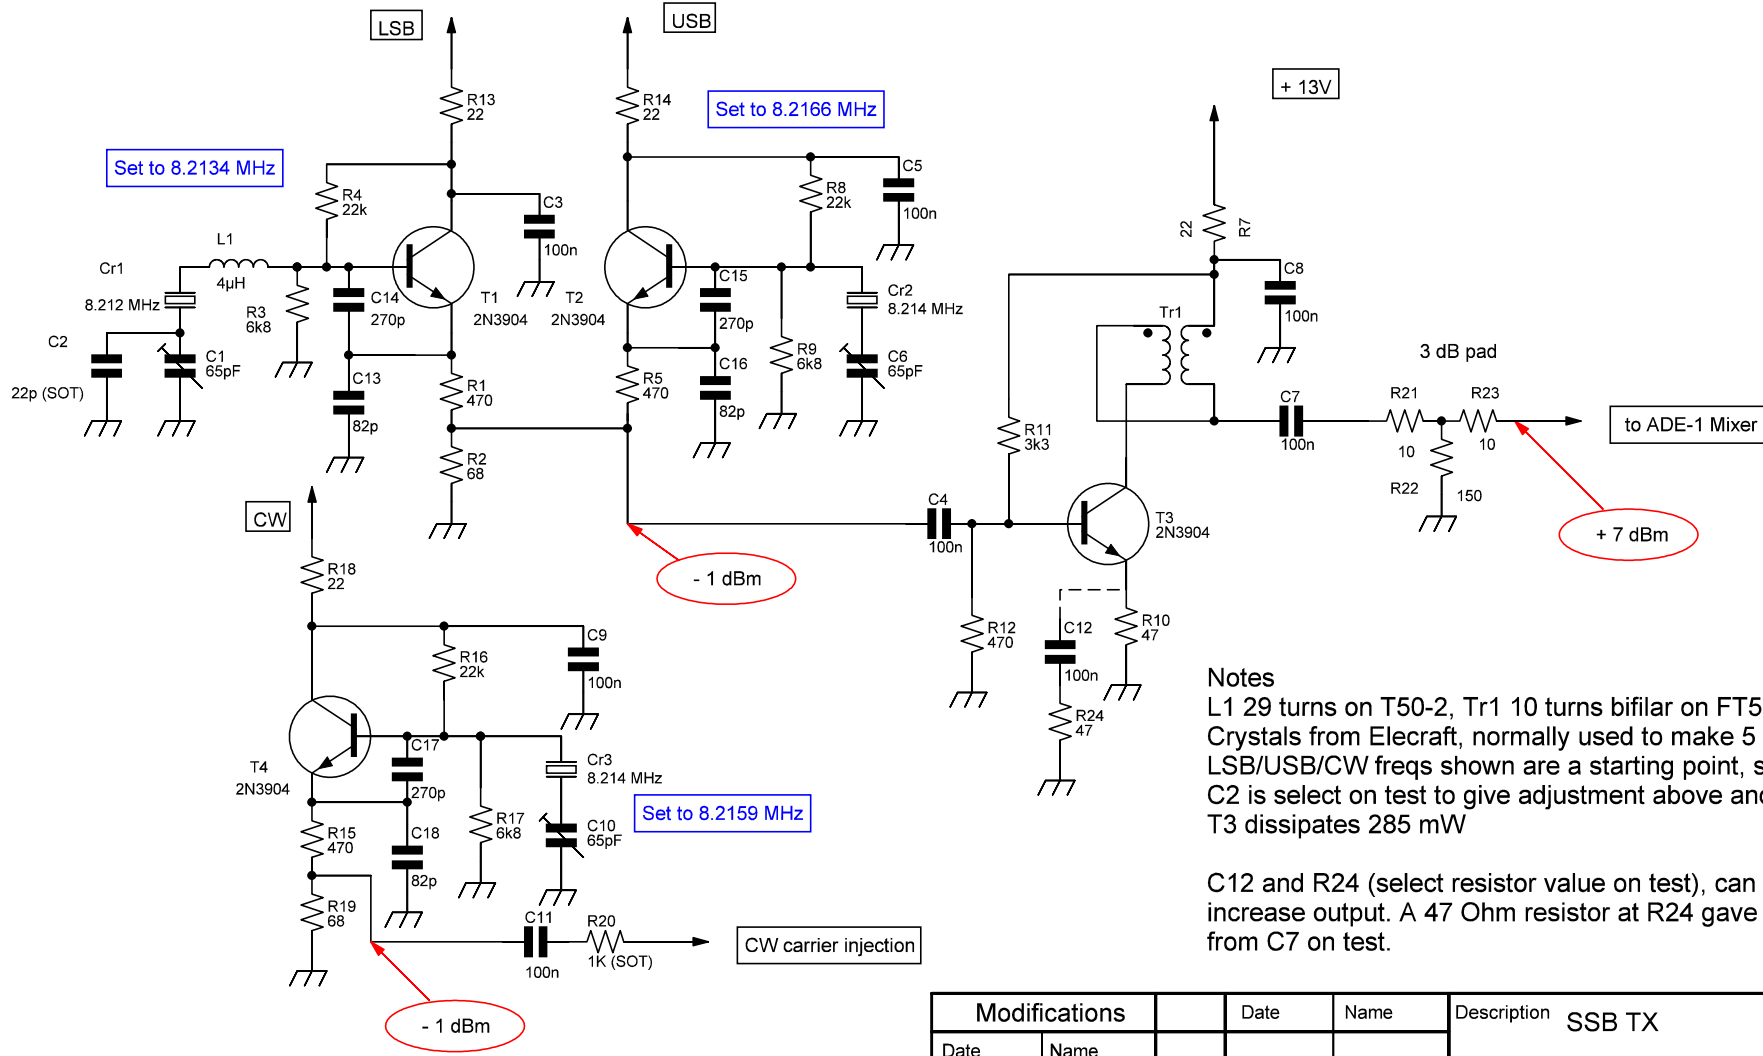 LSB
USB
+ 13V
R13
22
R14
22
Set to 8.2166 MHz
Set to 8.2134 MHz
R4
22k
C3
100n
R8
22k
C5
100n
22
R7
L1
4µH
Cr1
8.212 MHz
C2
22p (SOT)
C1
65pF
R3
6k8
C14
270p
C13
82p
T1
2N3904
T2
2N3904
R1
470
R2
68
R5
470
C15
270p
C16
82p
R9
6k8
Cr2
8.214 MHz
C6
65pF
C8
100n
Tr1
3 dB pad
R11
3k3
C7
100n
R21
10
R23
10
R22
150
to ADE-1 Mixer
+ 7 dBm
C4
100n
T3
2N3904
- 1 dBm
R12
470
C12
100n
R10
47
R24
47
CW
R18
22
R16
22k
C9
100n
T4
2N3904
C17
270p
C18
82p
R17
6k8
Cr3
8.214 MHz
C10
65pF
Set to 8.2159 MHz
R15
470
R19
68
C11
100n
R20
1K (SOT)
CW carrier injection
- 1 dBm
Notes
L1 29 turns on T50-2, Tr1 10 turns bifilar on FT5
Crystals from Elecraft, normally used to make 5
LSB/USB/CW freqs shown are a starting point, s
C2 is select on test to give adjustment above and
T3 dissipates 285 mW
C12 and R24 (select resistor value on test), can
increase output. A 47 Ohm resistor at R24 gave
from C7 on test.
Modifications
Date
Name
Description
SSB TX
Date
Name